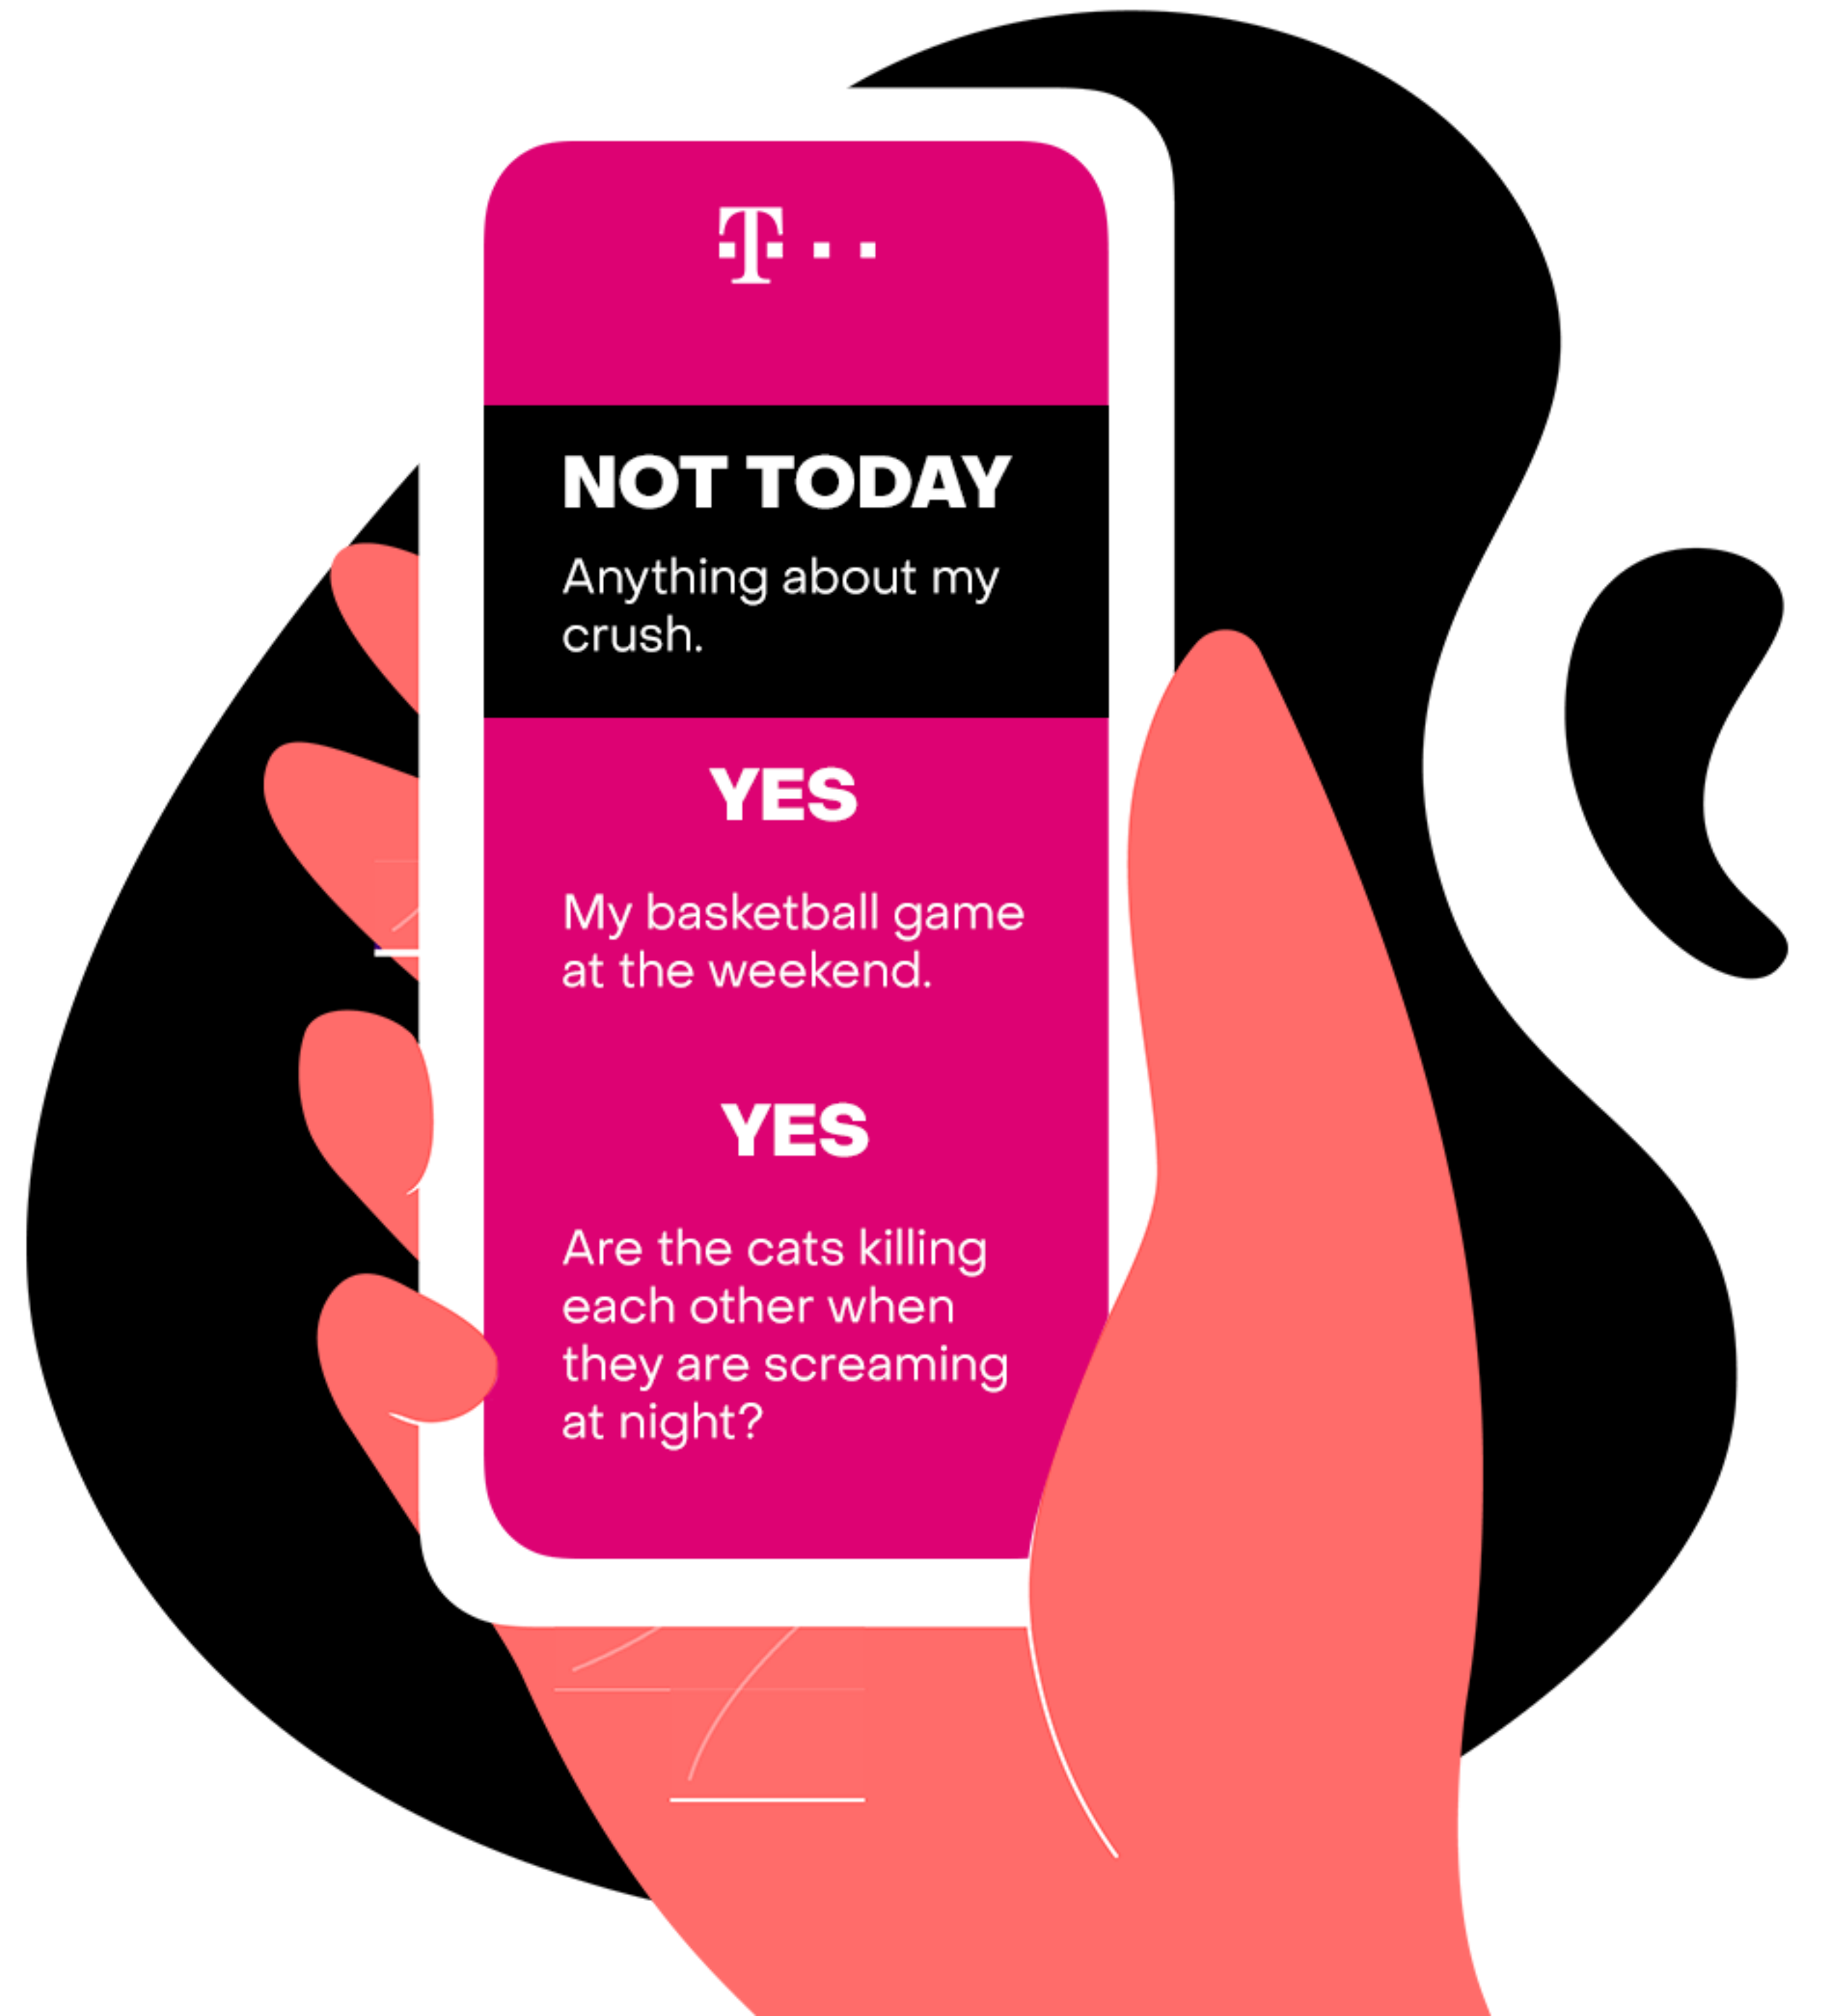 T
NOT TODAY
Anything about my
crush.
YES
My basketball game
at the weekend.
YES
Are the cats killing
each other when
they are screaming
at night?